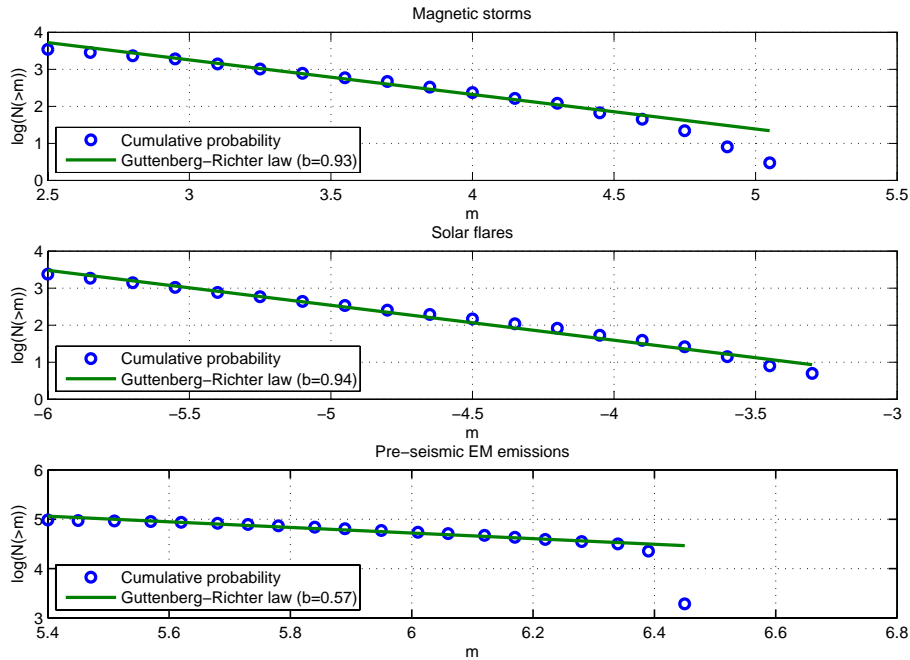 Magnetic storms
4
3
2
1
0
log(N(>m))
Cumulative probability
Guttenberg−Richter law (b=0.93)
2.5 3 3.5 4 4.5 5 5.5
m
Solar flares
4
3
2
1
0
log(N(>m))
Cumulative probability
Guttenberg−Richter law (b=0.94)
−6 −5.5 −5 −4.5 −4 −3.5 −3
m
Pre−seismic EM emissions
6
5
4
3
log(N(>m))
Cumulative probability
Guttenberg−Richter law (b=0.57)
5.4 5.6 5.8 6 6.2 6.4 6.6 6.8
m